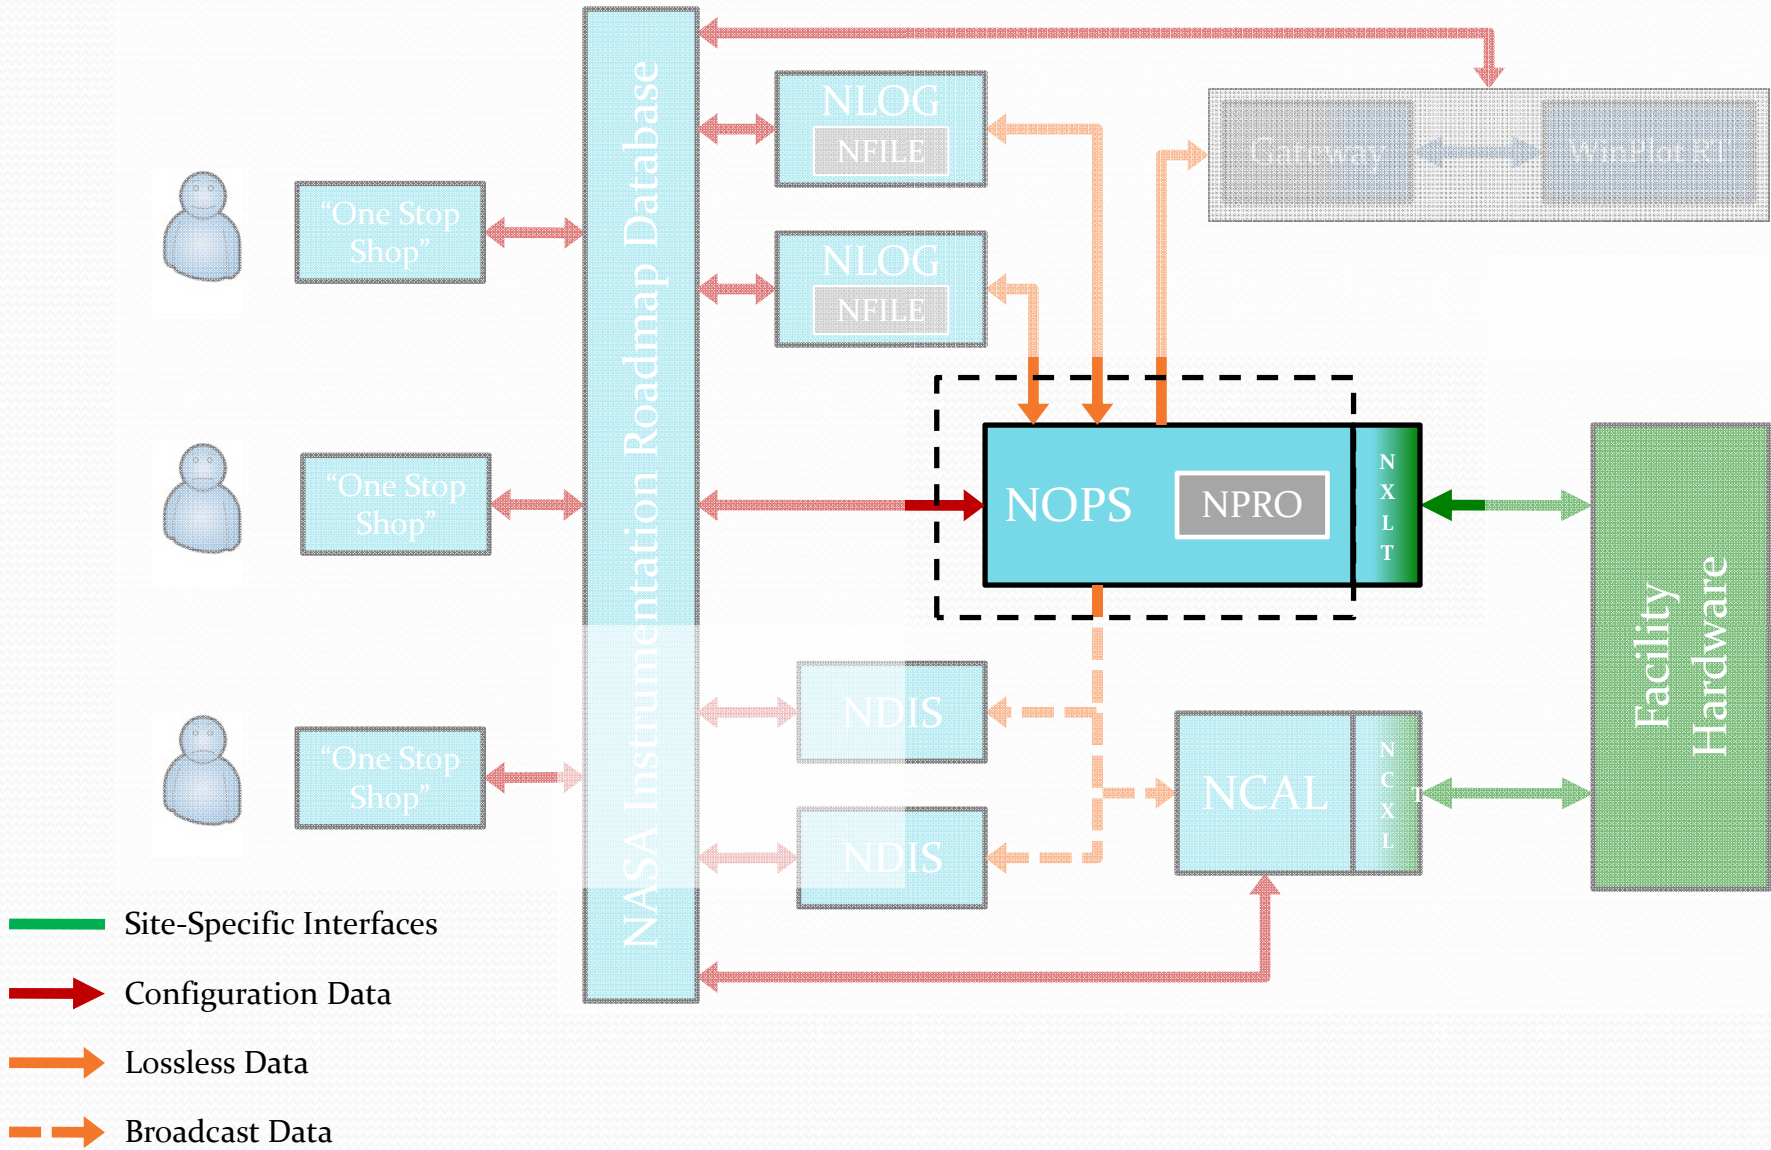 NLOG
NFILE
Gateway
WinPlot RT
"One Stop
Shop"
NLOG
NFILE
NASA Instrumentation Roadmap Database
"One Stop
Shop"
NOPS
NPRO
N
X
L
T
Facility
Hardware
NDIS
"One Stop
Shop"
NCAL
N
C
X
L
T
NDIS
Site-Specific Interfaces
Configuration Data
Lossless Data
Broadcast Data